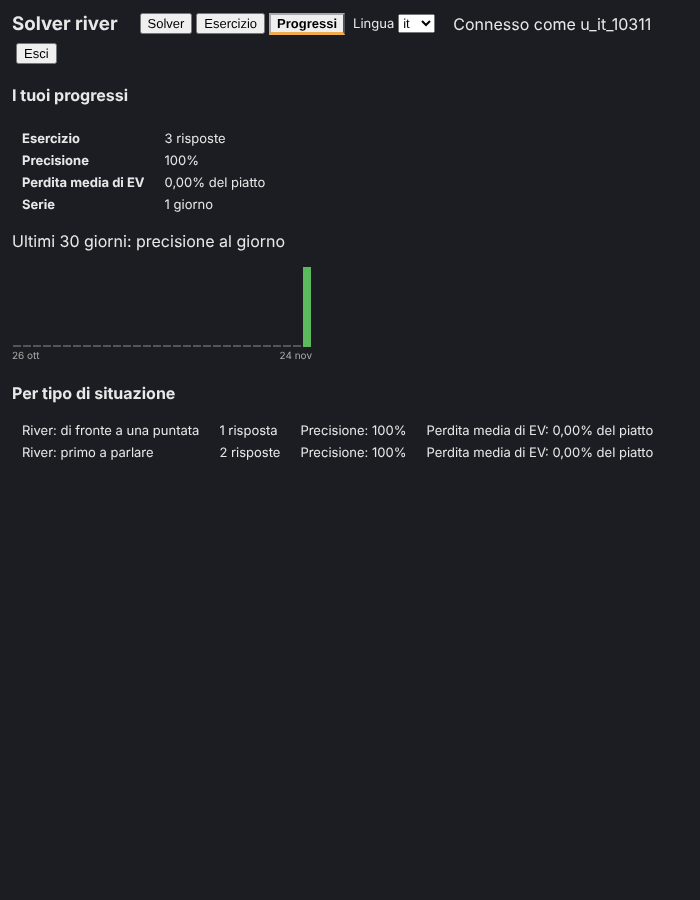 Solver river Solver Esercizio Progressi Lingua it Connesso come u_it_10311
Esci
I tuoi progressi
Esercizio 3 risposte
Precisione 100%
Perdita media di EV 0,00% del piatto
Serie 1 giorno
Ultimi 30 giorni: precisione al giorno
26 ott 24 nov
Per tipo di situazione
River: di fronte a una puntata 1 risposta Precisione: 100% Perdita media di EV: 0,00% del piatto
River: primo a parlare 2 risposte Precisione: 100% Perdita media di EV: 0,00% del piatto